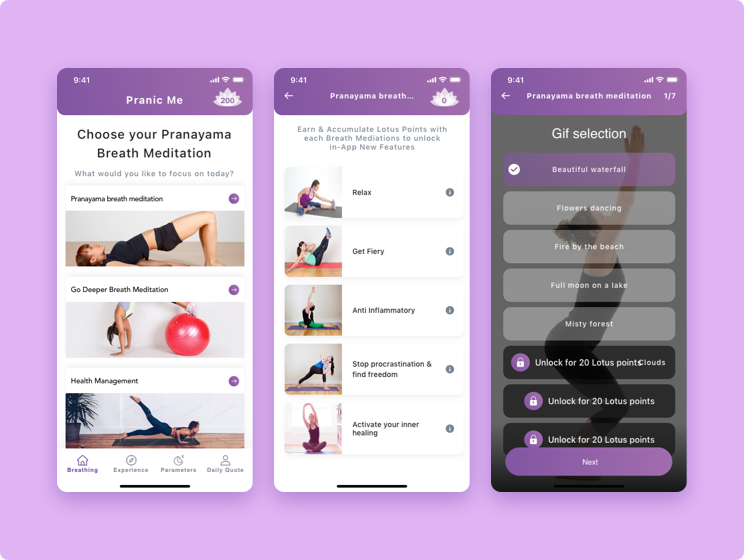 9:41
Pranic Me
200
Choose your Pranayama
Breath Meditation
What would you like to focus on today?
Pranayama breath meditation
Go Deeper Breath Meditation
Health Management
Breathing
Experience
Parameters
Daily Quote
9:41
Pranayama breath...
0
Earn & Accumulate Lotus Points with
each Breath Mediations to unlock
in-App New Features
Relax
Get Fiery
Anti Inflammatory
Stop procrastination &
find freedom
Activate your inner
healing
9:41
Pranayama breath meditation 1/7
Gif selection
Beautiful waterfall
Flowers dancing
Fire by the beach
Full moon on a lake
Misty forest
Unlock for 20 Lotus points Clouds
Unlock for 20 Lotus points
Unlock for 20 Lotus points
Next